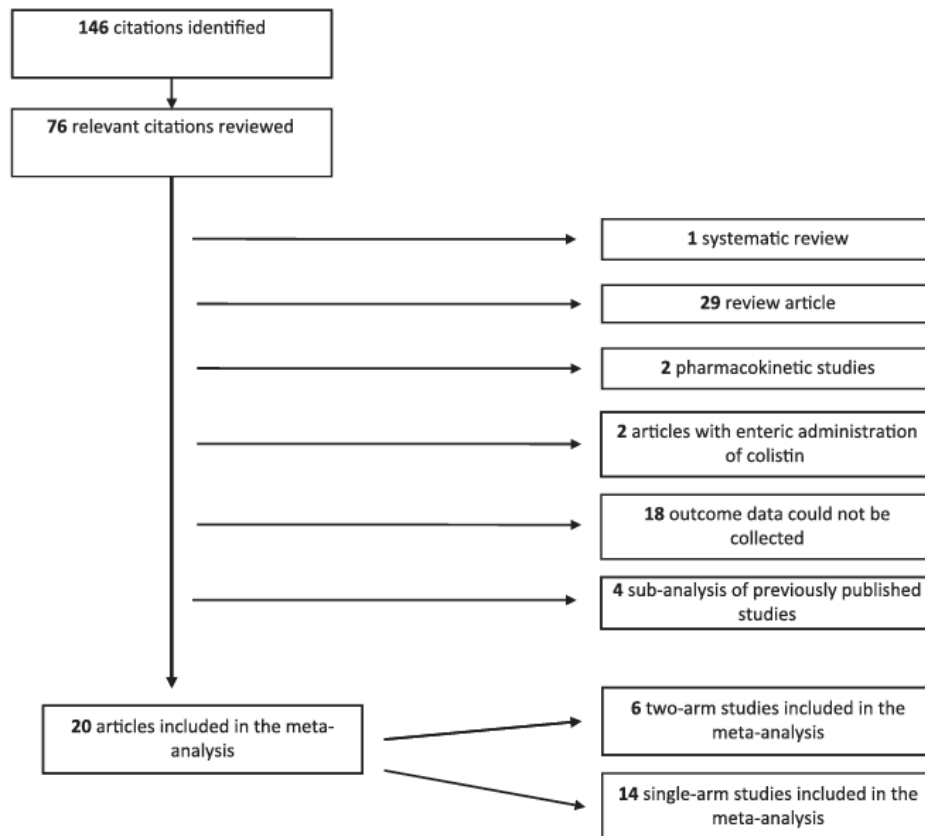 146 citations identified
76 relevant citations reviewed
1 systematic review
29 review article
2 pharmacokinetic studies
2 articles with enteric administration
of colistin
18 outcome data could not be
collected
4 sub-analysis of previously published
studies
20 articles included in the meta-
analysis
6 two-arm studies included in the
meta-analysis
14 single-arm studies included in the
meta-analysis